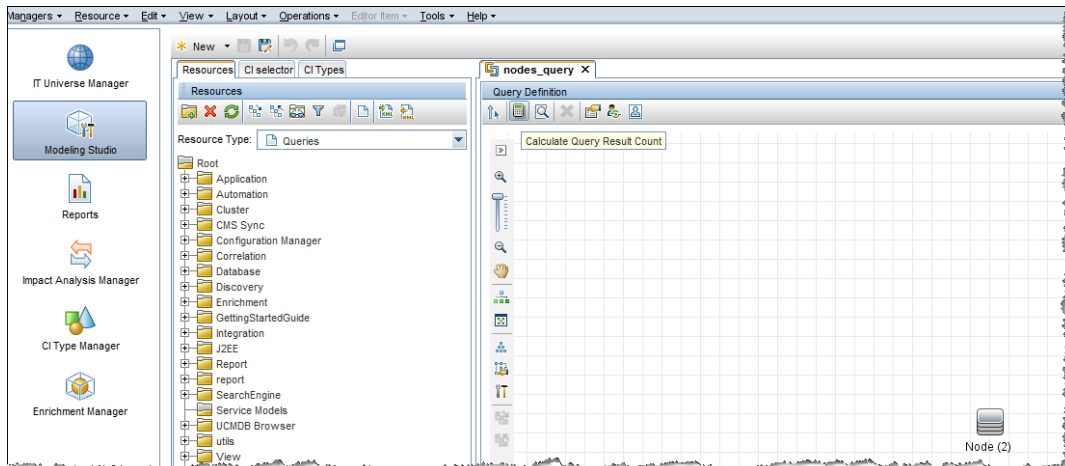 Managers Resource Edit View Layout Operations Editor Item Tools Help
New
IT Universe Manager
Modeling Studio
Reports
Impact Analysis Manager
CI Type Manager
Enrichment Manager
Resources CI selector CI Types
Resources
XML XML
Resource Type: Queries
Root
Application
Automation
Cluster
CMS Sync
Configuration Manager
Correlation
Database
Discovery
Enrichment
GettingStartedGuide
Integration
J2EE
Report
report
SearchEngine
Service Models
UCMDB Browser
utils
View
nodes_query X
Query Definition
Calculate Query Result Count
Node (2)